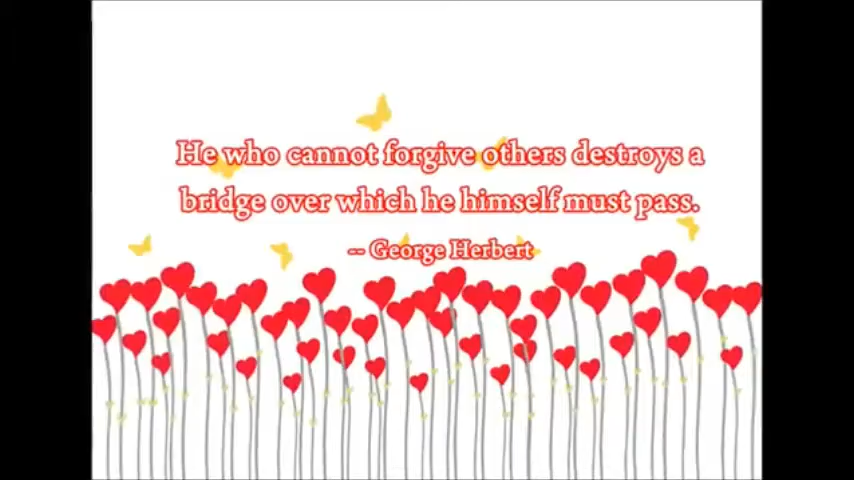 He who cannot forgive others destroys a
bridge over which he himself must pass.
-- George Herbert